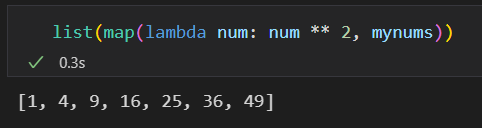 list(map(lambda num: num ** 2, mynums))
✓ 0.3s
[1, 4, 9, 16, 25, 36, 49]